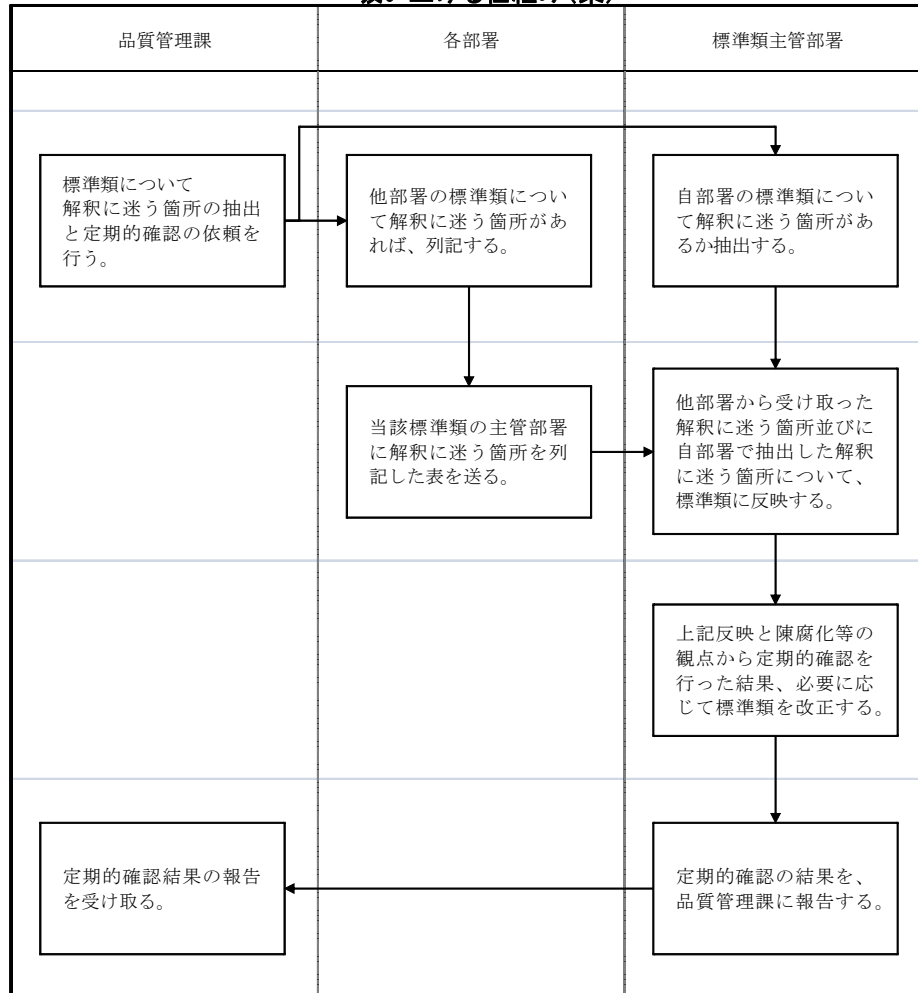 品質管理課
各部署
標準類主管部署
標準類について
解釈に迷う箇所の抽出
と定期的確認の依頼を
行う。
他部署の標準類につい
て解釈に迷う箇所があ
れば、列記する。
自部署の標準類につい
て解釈に迷う箇所があ
るか抽出する。
当該標準類の主管部署
に解釈に迷う箇所を列
記した表を送る。
他部署から受け取った
解釈に迷う箇所並びに
自部署で抽出した解釈
に迷う箇所について、
標準類に反映する。
上記反映と陳腐化等の
観点から定期的確認を
行った結果、必要に応
じて標準類を改正する。
定期的確認結果の報告
を受け取る。
定期的確認の結果を、
品質管理課に報告する。